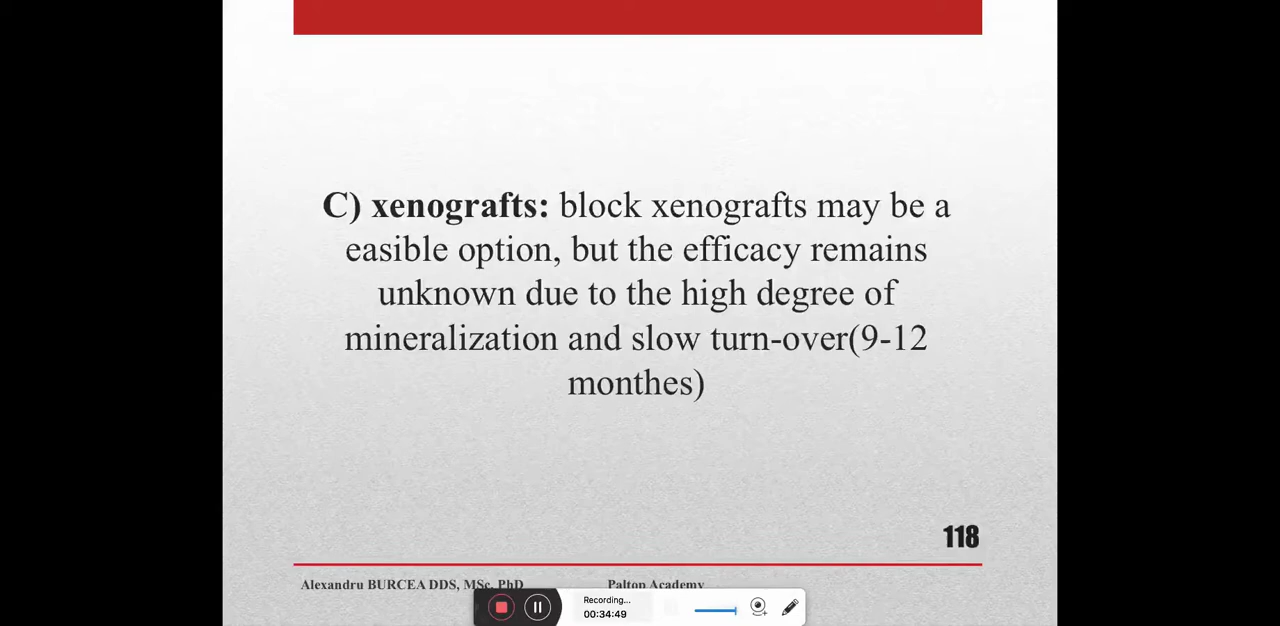 C) xenografts: block xenografts may be a
easible option, but the efficacy remains
unknown due to the high degree of
mineralization and slow turn-over(9-12
monthes)
118
Alexandru BURCEA DDS, MSc, PhD Palton Academy
Recording...
00:34:49